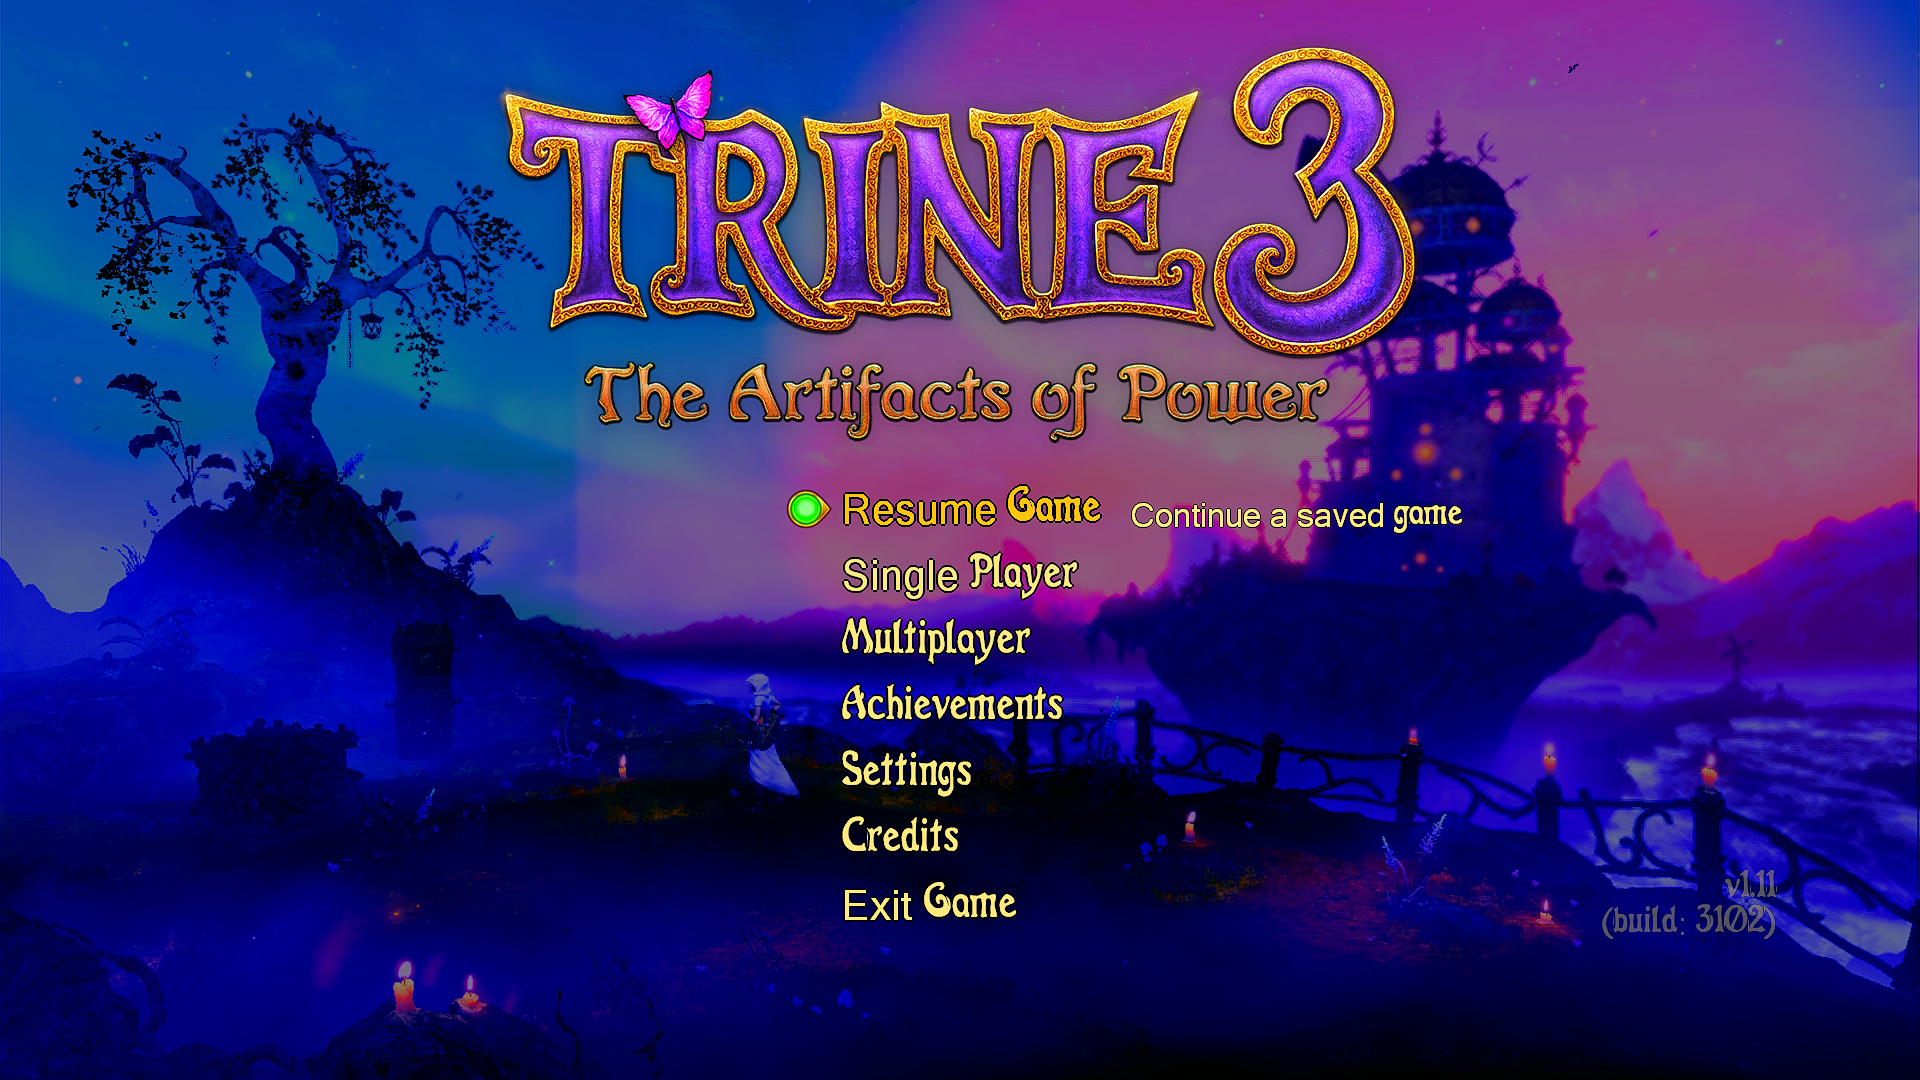 TRINE 3
The Artifacts of Power
Resume Game
Continue a saved game
Single Player
Multiplayer
Achievements
Settings
Credits
Exit Game
v1.11
(build: 3102)